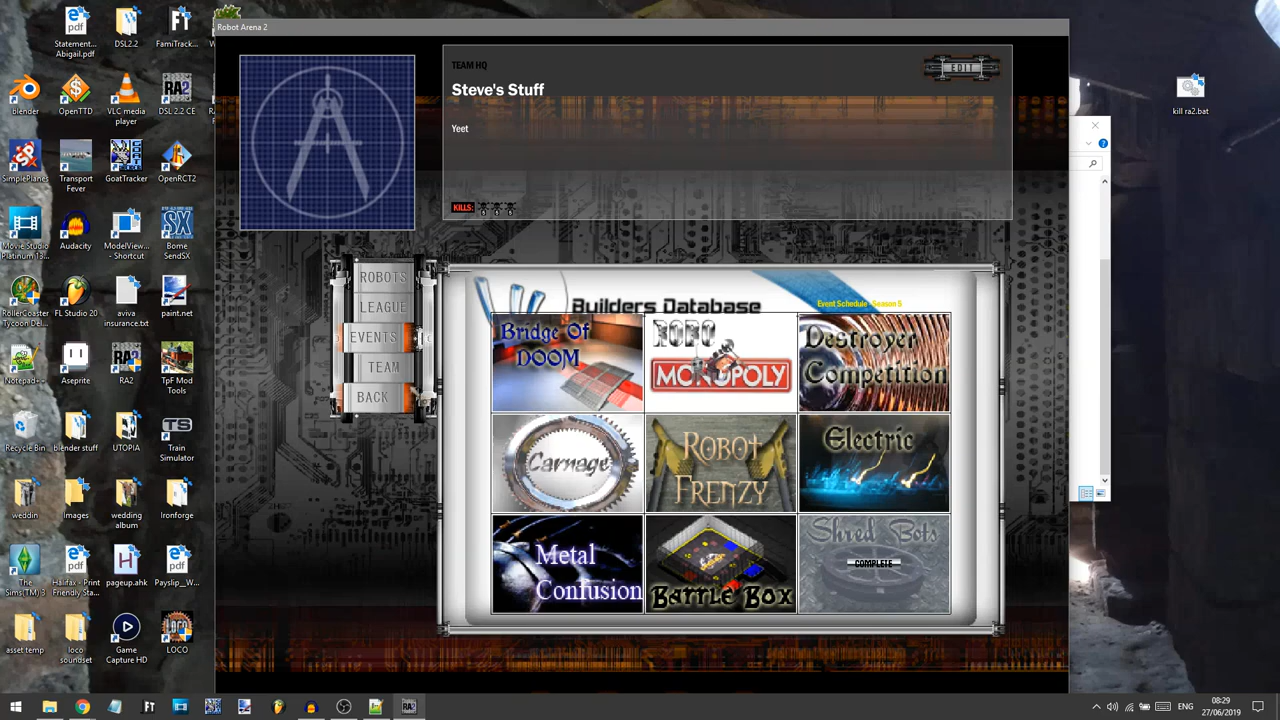 Robot Arena 2
TEAM HQ
EDIT
Steve's Stuff
Yeet
KILLS:
ROBOTS
LEAGUE
EVENTS
TEAM
BACK
Builders Database
Event Schedule - Season 5
Bridge Of
DOOM
ROBO
MONOPOLY
Destroyer
Competition
Carnage
ROBOT
FRENZY
Electric
Metal
Confusion
BATTLE BOX
Shred Bots
COMPLETE
Statement...
Abigail.pdf
DSL2.2
FamiTrack...
blender
OpenTTD
VLC media
player
DSL 2.2 CE
SimplePlanes
Transport
Fever
GoatTracker
OpenRCT2
Movie Studio
Platinum 13...
Audacity
ModelView...
- Shortcut
Bome
SendSX
RollerCoaster
Tycoon Del...
FL Studio 20
aviva
insurance.txt
paint.net
Notepad++
Aseprite
RA2
TpF Mod
Tools
Recycle Bin
blender stuff
UTOPIA
Train
Simulator
weddin
Images
wedding
album
Ironforge
The
Sims(TM) 3
Halifax - Print
Friendly Sta...
pageup.ahk
Payslip_W...
asset temp
loco
soundset
Game
Capture HD
LOCO
kill ra2.bat
ENG
08:29
27/06/2019